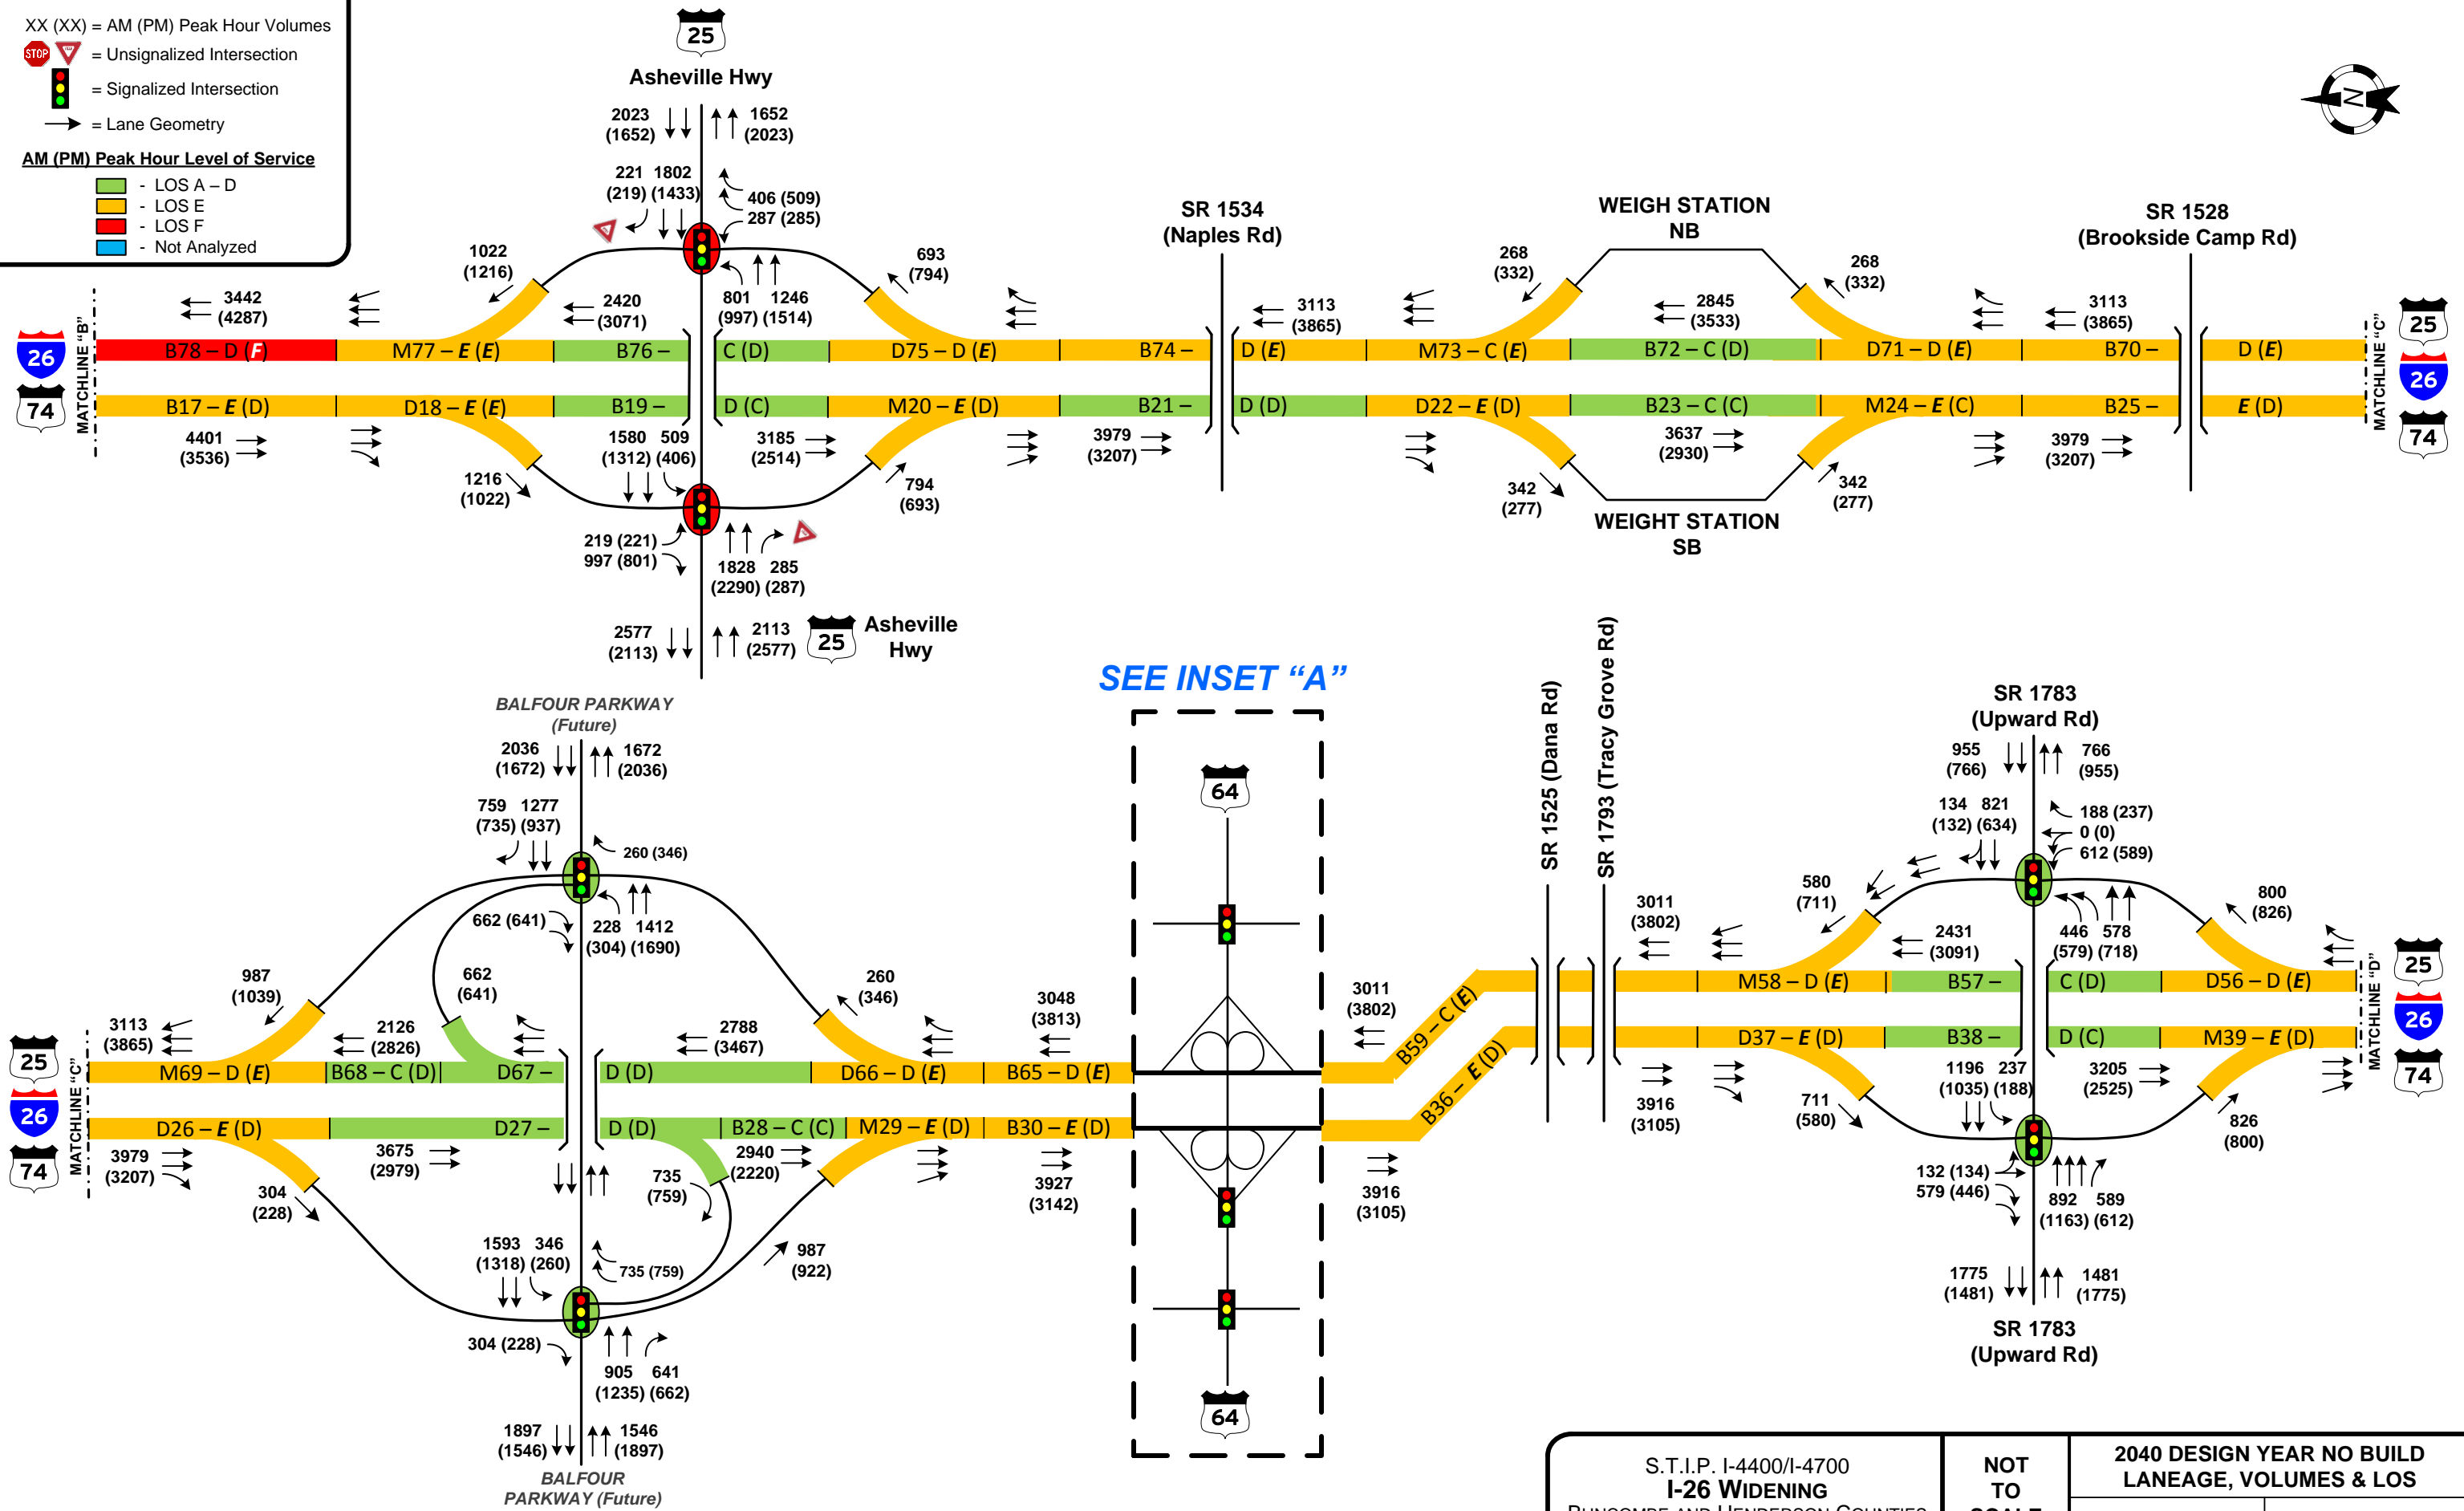 XX (XX) = AM (PM) Peak Hour Volumes
STOP = Unsignalized Intersection
= Signalized Intersection
= Lane Geometry
AM (PM) Peak Hour Level of Service
- LOS A – D
- LOS E
- LOS F
- Not Analyzed
25
Asheville Hwy
2023 1652
(1652) (2023)
221 1802
(219) (1433)
406 (509)
287 (285)
1022
(1216)
693
(794)
3442
(4287)
2420
(3071)
801 1246
(997) (1514)
SR 1534
(Naples Rd)
3113
(3865)
268
(332)
WEIGH STATION
NB
268
(332)
2845
(3533)
3113
(3865)
SR 1528
(Brookside Camp Rd)
N
26
74
MATCHLINE "B"
B78 – D (F)
M77 – E (E)
B76 – C (D)
D75 – D (E)
B74 – D (E)
M73 – C (E)
B72 – C (D)
D71 – D (E)
B70 – D (E)
B17 – E (D)
D18 – E (E)
B19 – D (C)
M20 – E (D)
B21 – D (D)
D22 – E (D)
B23 – C (C)
M24 – E (C)
B25 – E (D)
MATCHLINE "C"
25
26
74
4401
(3536)
1216
(1022)
1580 509
(1312) (406)
3185
(2514)
794
(693)
3979
(3207)
342
(277)
3637
(2930)
342
(277)
3979
(3207)
WEIGHT STATION
SB
219 (221)
997 (801)
1828 285
(2290) (287)
2577 2113
(2113) (2577)
25
Asheville
Hwy
SEE INSET “A”
BALFOUR PARKWAY
(Future)
2036 1672
(1672) (2036)
759 1277
(735) (937)
260 (346)
662 (641)
228 1412
(304) (1690)
987
(1039)
662
(641)
260
(346)
3113
(3865)
2126
(2826)
2788
(3467)
3048
(3813)
25
26
74
MATCHLINE "C"
M69 – D (E)
B68 – C (D)
D67 – D (D)
D66 – D (E)
B65 – D (E)
D26 – E (D)
D27 – D (D)
B28 – C (C)
M29 – E (D)
B30 – E (D)
3979
(3207)
304
(228)
3675
(2979)
735
(759)
2940
(2220)
3927
(3142)
1593 346
(1318) (260)
735 (759)
987
(922)
304 (228)
905 641
(1235) (662)
1897 1546
(1546) (1897)
BALFOUR
PARKWAY (Future)
64
64
3011
(3802)
B59 – C (E)
B36 – E (D)
3916
(3105)
SR 1525 (Dana Rd)
SR 1793 (Tracy Grove Rd)
3011
(3802)
3916
(3105)
SR 1783
(Upward Rd)
955 766
(766) (955)
134 821
(132) (634)
188 (237)
0 (0)
612 (589)
580
(711)
2431
(3091)
446 578
(579) (718)
800
(826)
M58 – D (E)
B57 – C (D)
D56 – D (E)
D37 – E (D)
B38 – D (C)
M39 – E (D)
MATCHLINE "D"
25
26
74
711
(580)
1196 237
(1035) (188)
3205
(2525)
826
(800)
132 (134)
579 (446)
892 589
(1163) (612)
1775 1481
(1481) (1775)
SR 1783
(Upward Rd)
S.T.I.P. I-4400/I-4700
I-26 WIDENING
BUNCOMBE AND HENDERSON COUNTIES
NOT
TO
SCALE
2040 DESIGN YEAR NO BUILD
LANEAGE, VOLUMES & LOS